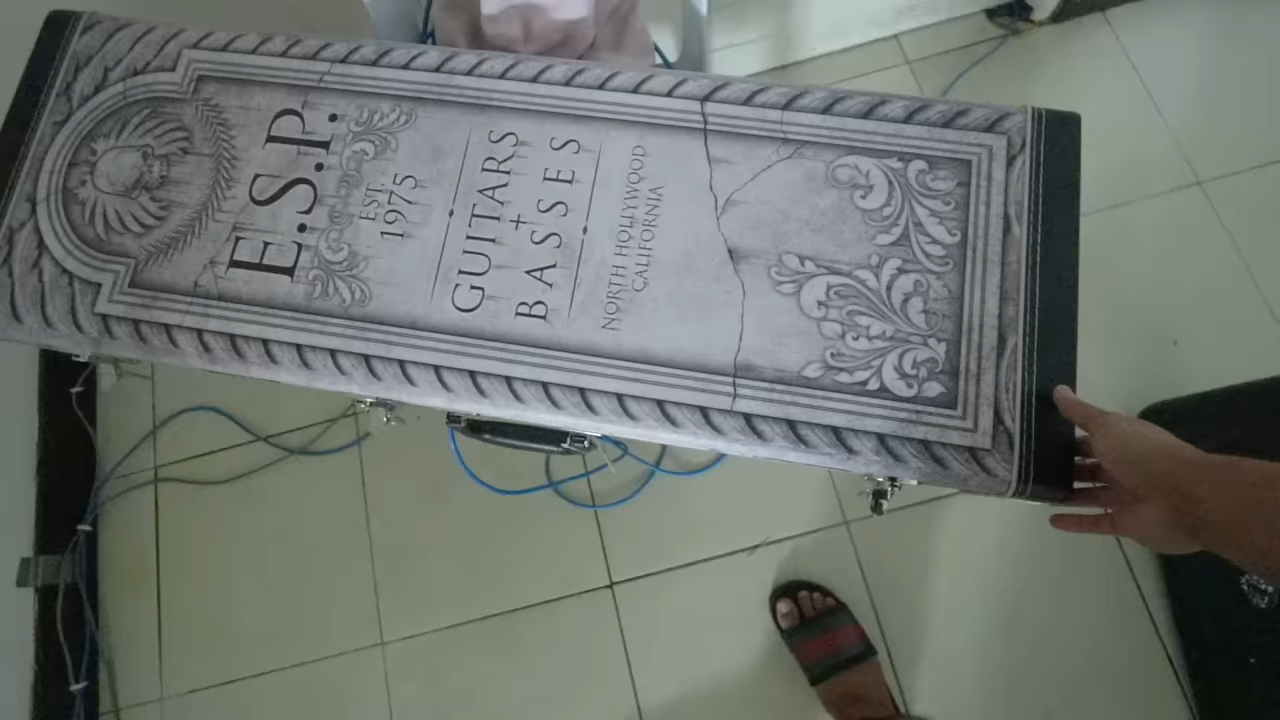 E.S.P.
EST.
1975
GUITARS
+
BASSES
NORTH HOLLYWOOD
CALIFORNIA